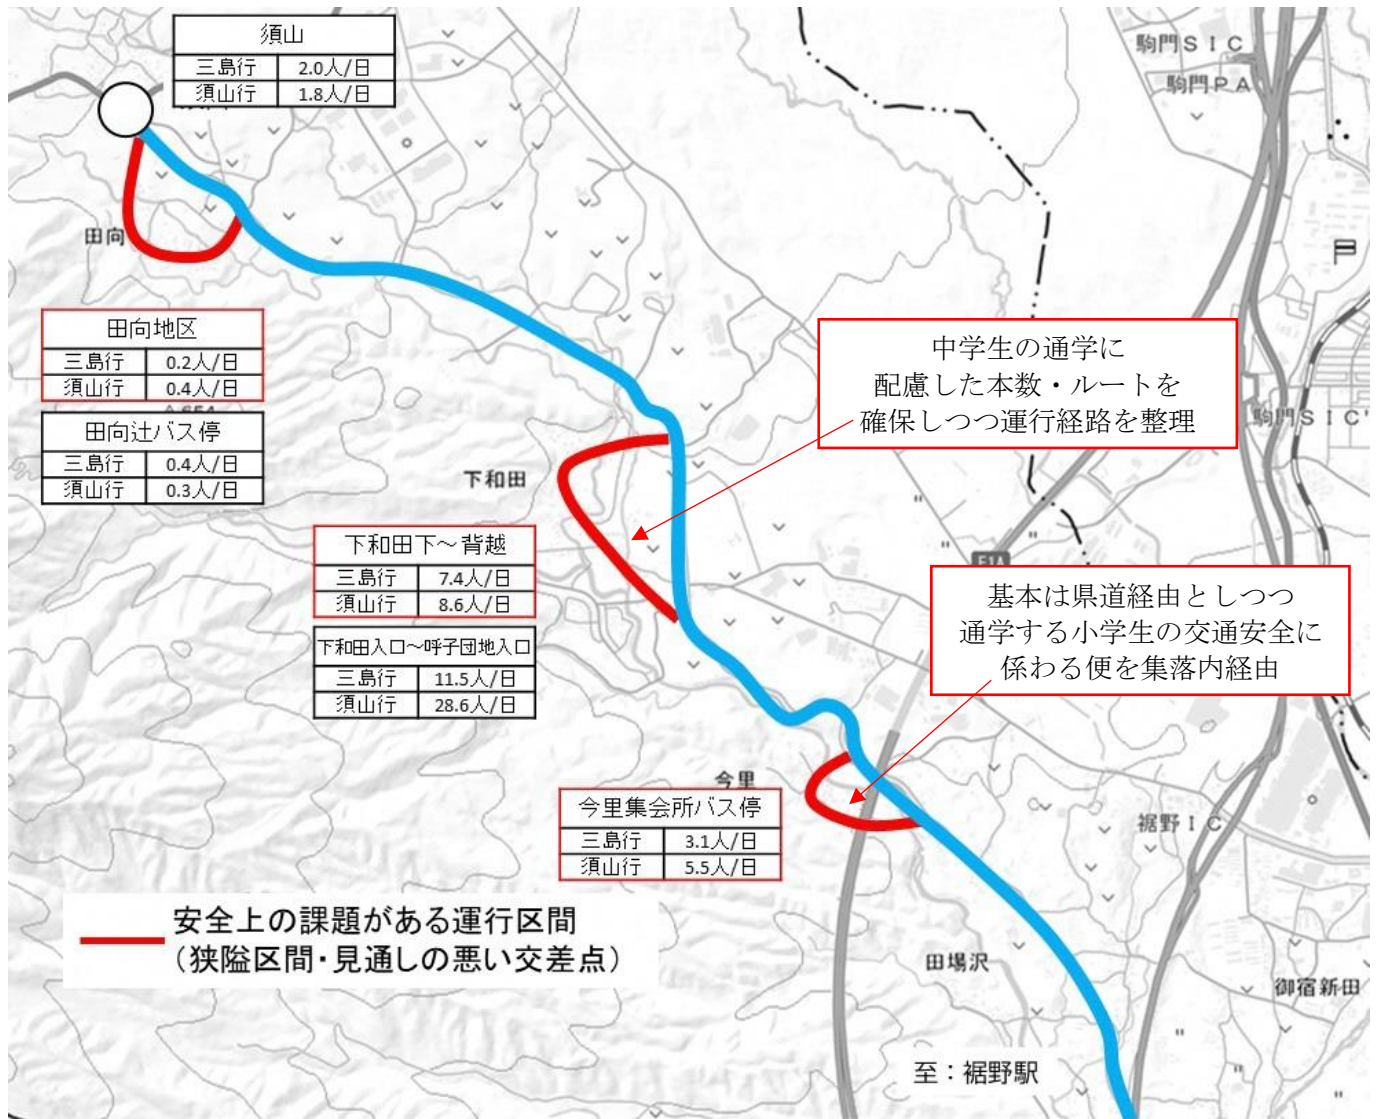 須山
三島行 2.0人/日
須山行 1.8人/日
駒門ＳＩＣ
駒門ＰＡ
田向
田向地区
三島行 0.2人/日
須山行 0.4人/日
田向辻バス停
三島行 0.4人/日
須山行 0.3人/日
中学生の通学に
配慮した本数・ルートを
確保しつつ運行経路を整理
駒門ＳＩＣ
下和田
下和田下～背越
三島行 7.4人/日
須山行 8.6人/日
下和田入口～呼子団地入口
三島行 11.5人/日
須山行 28.6人/日
基本は県道経由としつつ
通学する小学生の交通安全に
係わる便を集落内経由
今里
今里集会所バス停
三島行 3.1人/日
須山行 5.5人/日
裾野ＩＣ
安全上の課題がある運行区間
（狭隘区間・見通しの悪い交差点）
田場沢
御宿新田
至：裾野駅